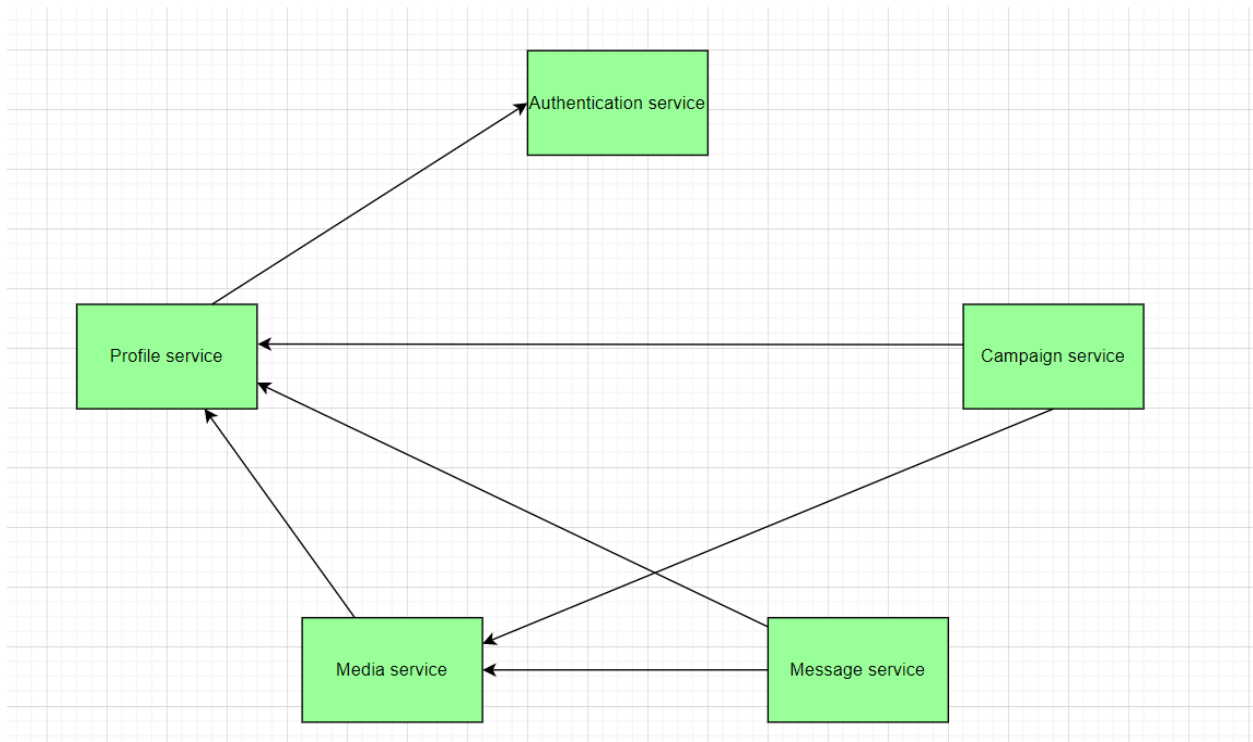 Authentication service
Profile service
Campaign service
Media service
Message service